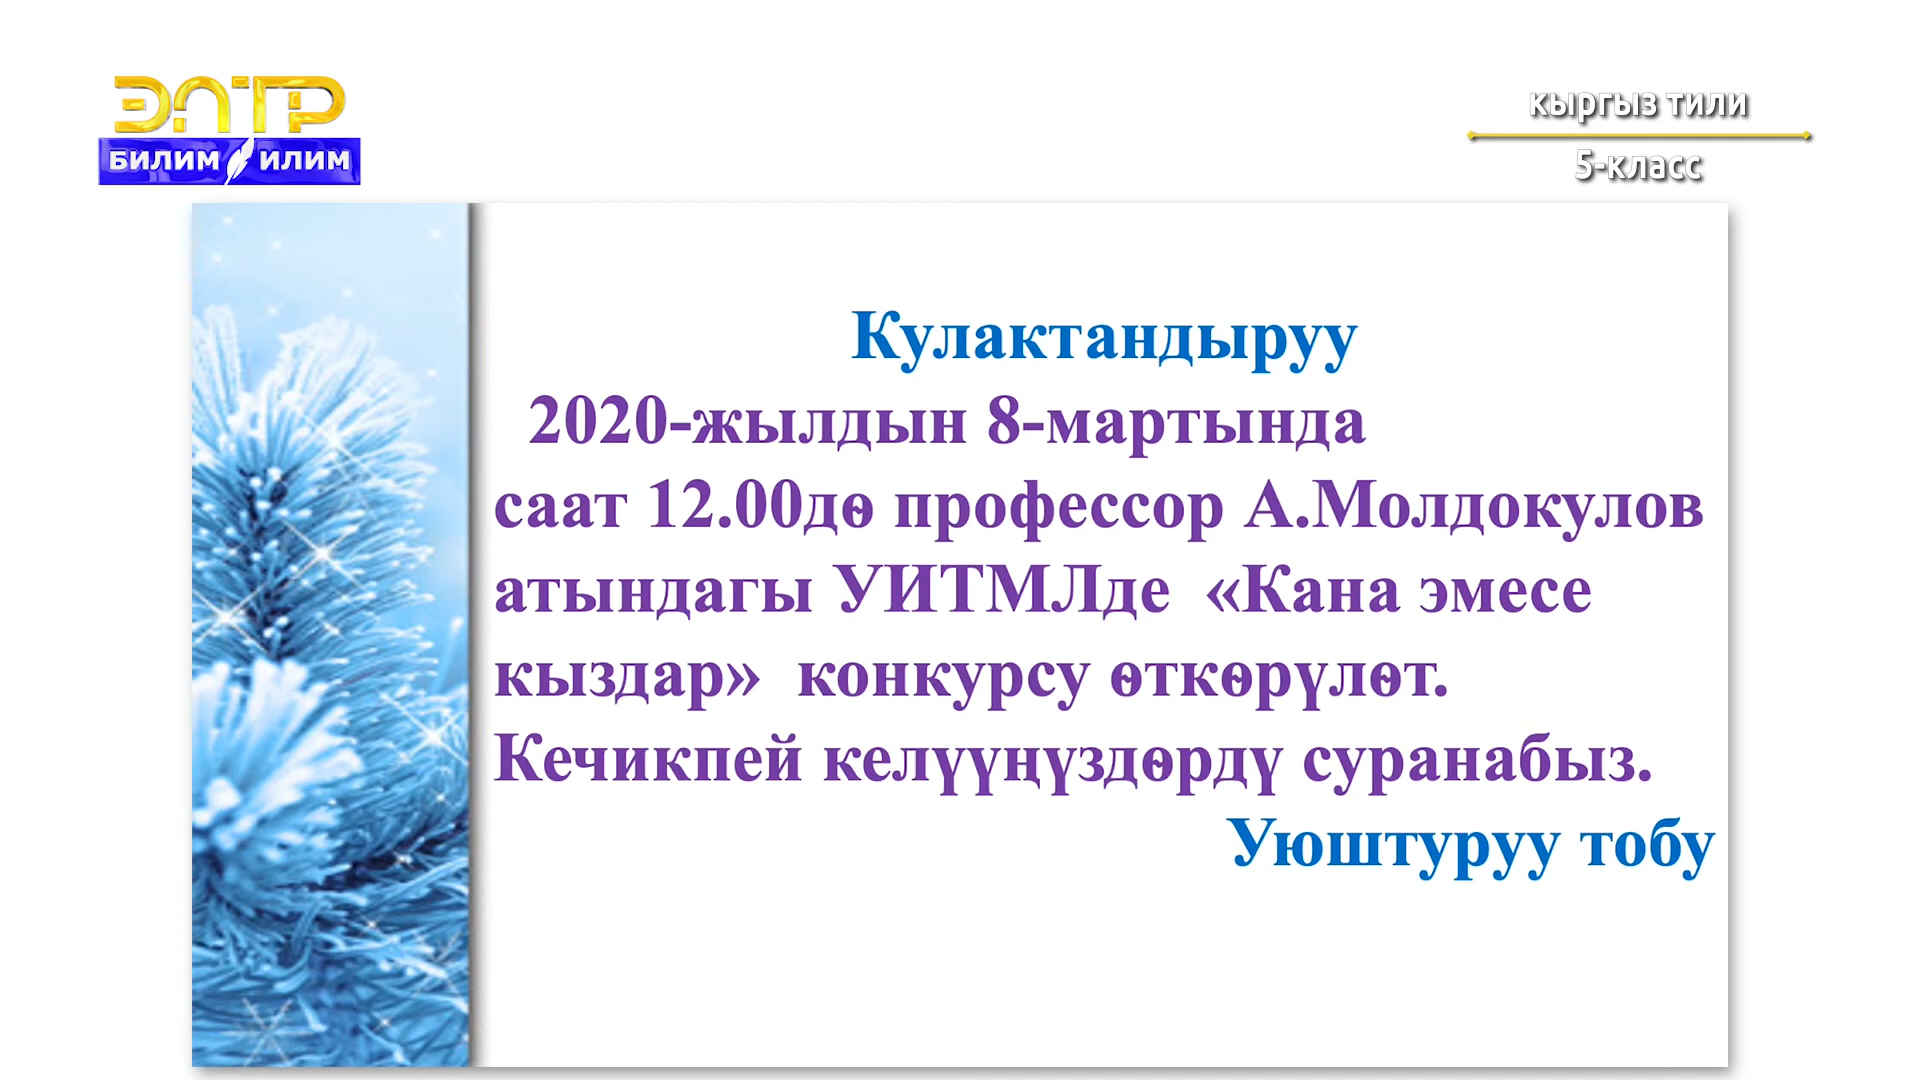 ЭЛТР
БИЛИМ ИЛИМ
кыргыз тили
5-класс
Кулактандыруу
2020-жылдын 8-мартында
саат 12.00дө профессор А.Молдокулов
атындагы УИТМЛде «Кана эмесе
кыздар» конкурсу өткөрүлөт.
Кечикпей келүүңүздөрдү суранабыз.
Уюштуруу тобу